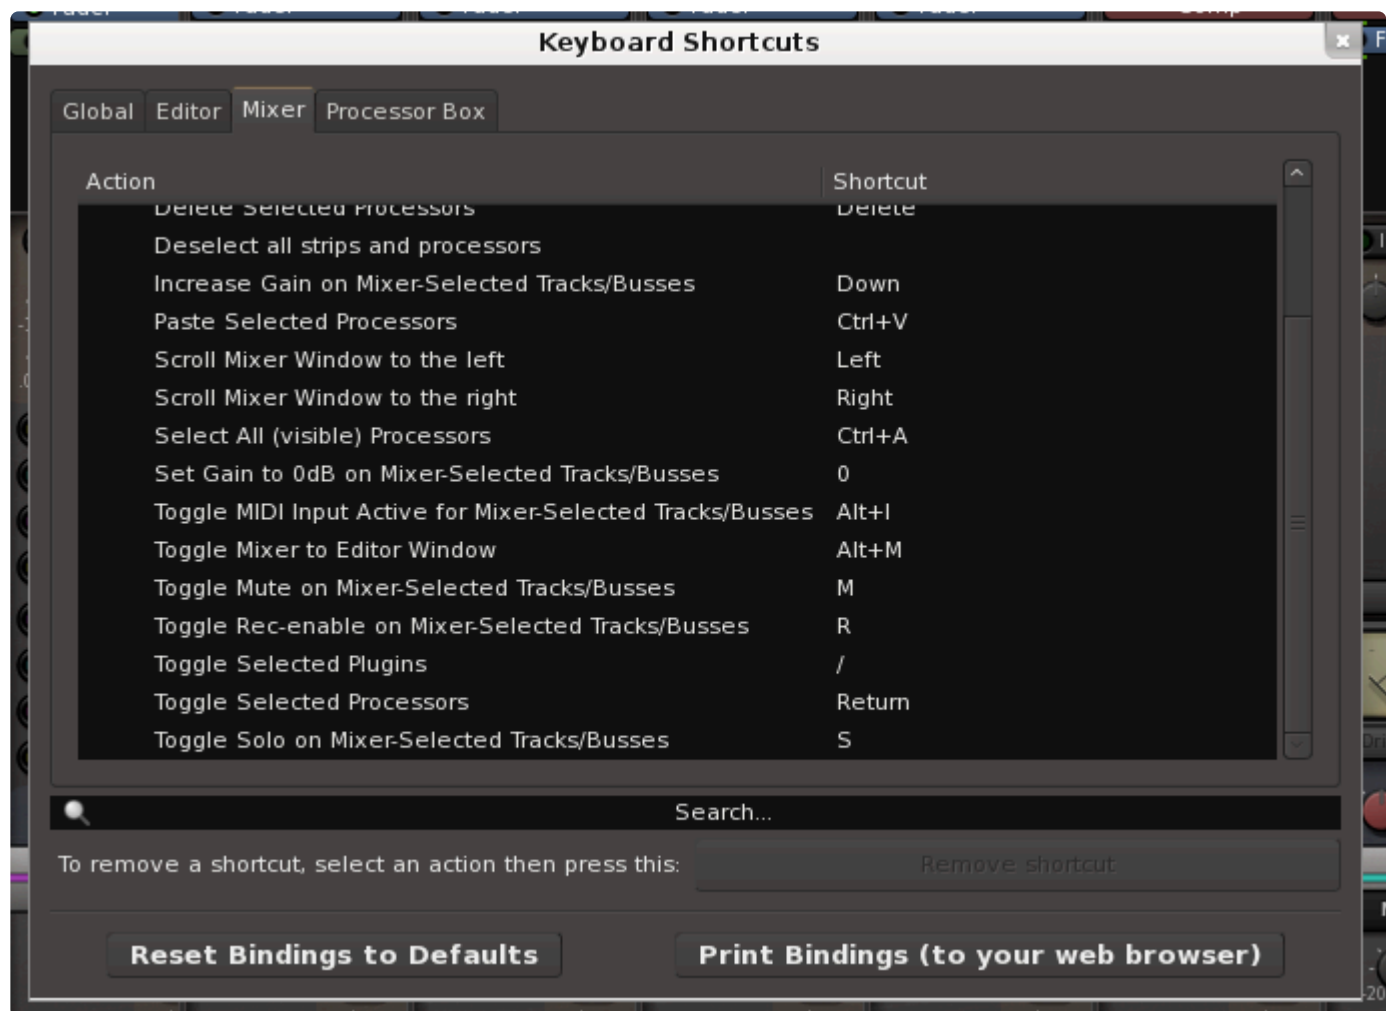 Keyboard Shortcuts
Global Editor Mixer Processor Box
Action Shortcut
Delete Selected Processors Delete
Deselect all strips and processors
Increase Gain on Mixer-Selected Tracks/Busses Down
Paste Selected Processors Ctrl+V
Scroll Mixer Window to the left Left
Scroll Mixer Window to the right Right
Select All (visible) Processors Ctrl+A
Set Gain to 0dB on Mixer-Selected Tracks/Busses 0
Toggle MIDI Input Active for Mixer-Selected Tracks/Busses Alt+I
Toggle Mixer to Editor Window Alt+M
Toggle Mute on Mixer-Selected Tracks/Busses M
Toggle Rec-enable on Mixer-Selected Tracks/Busses R
Toggle Selected Plugins /
Toggle Selected Processors Return
Toggle Solo on Mixer-Selected Tracks/Busses S
Search...
To remove a shortcut, select an action then press this: Remove shortcut
Reset Bindings to Defaults Print Bindings (to your web browser)
-20